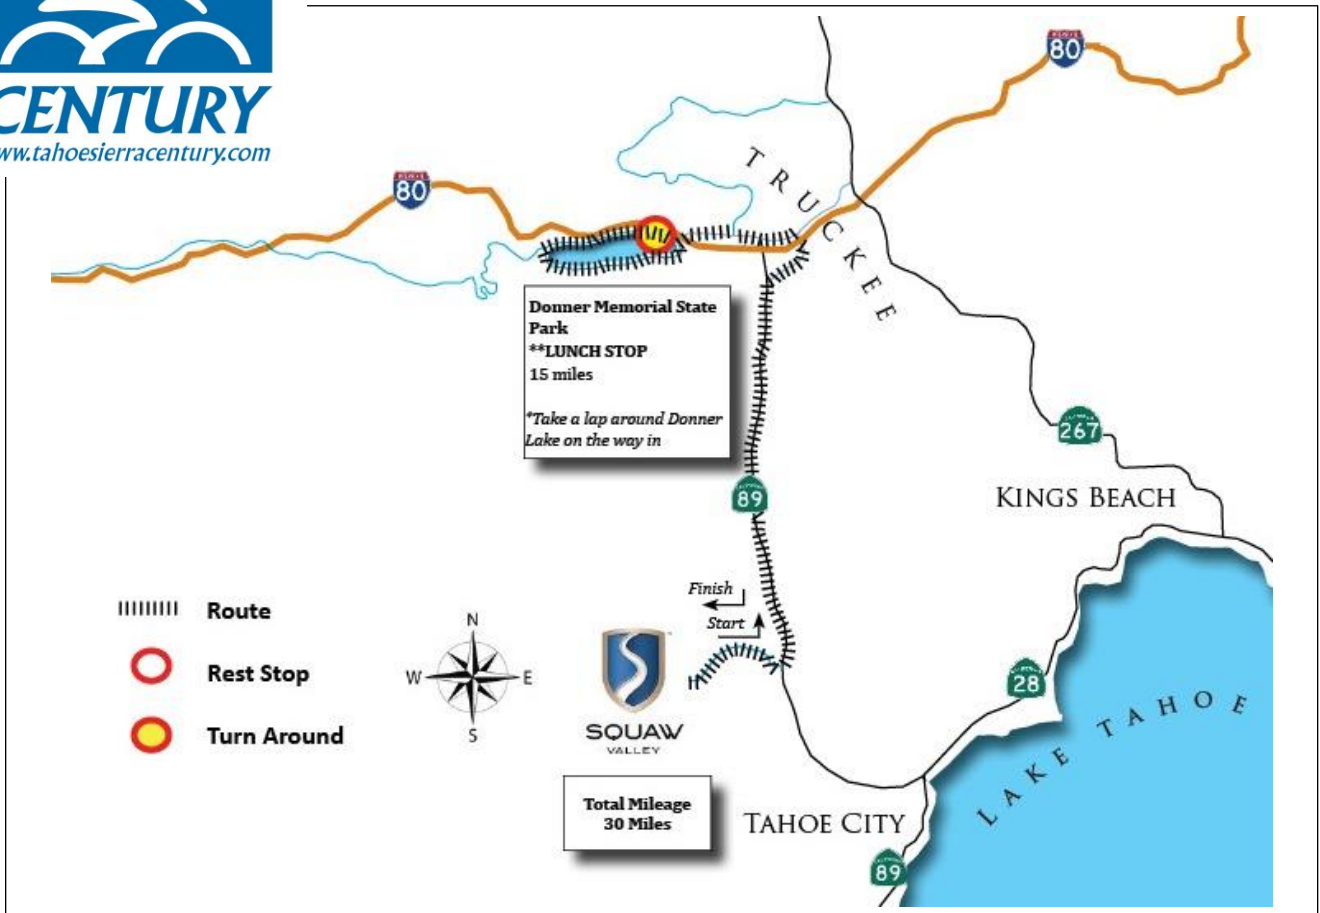 CENTURY
www.tahoesierracentury.com
80
80
TRUCKEE
Donner Memorial State
Park
**LUNCH STOP
15 miles
*Take a lap around Donner
Lake on the way in
267
89
KINGS BEACH
Finish
Start
Route
Rest Stop
Turn Around
N
W
E
S
SQUAW
VALLEY
28
LAKE TAHOE
Total Mileage
30 Miles
TAHOE CITY
89